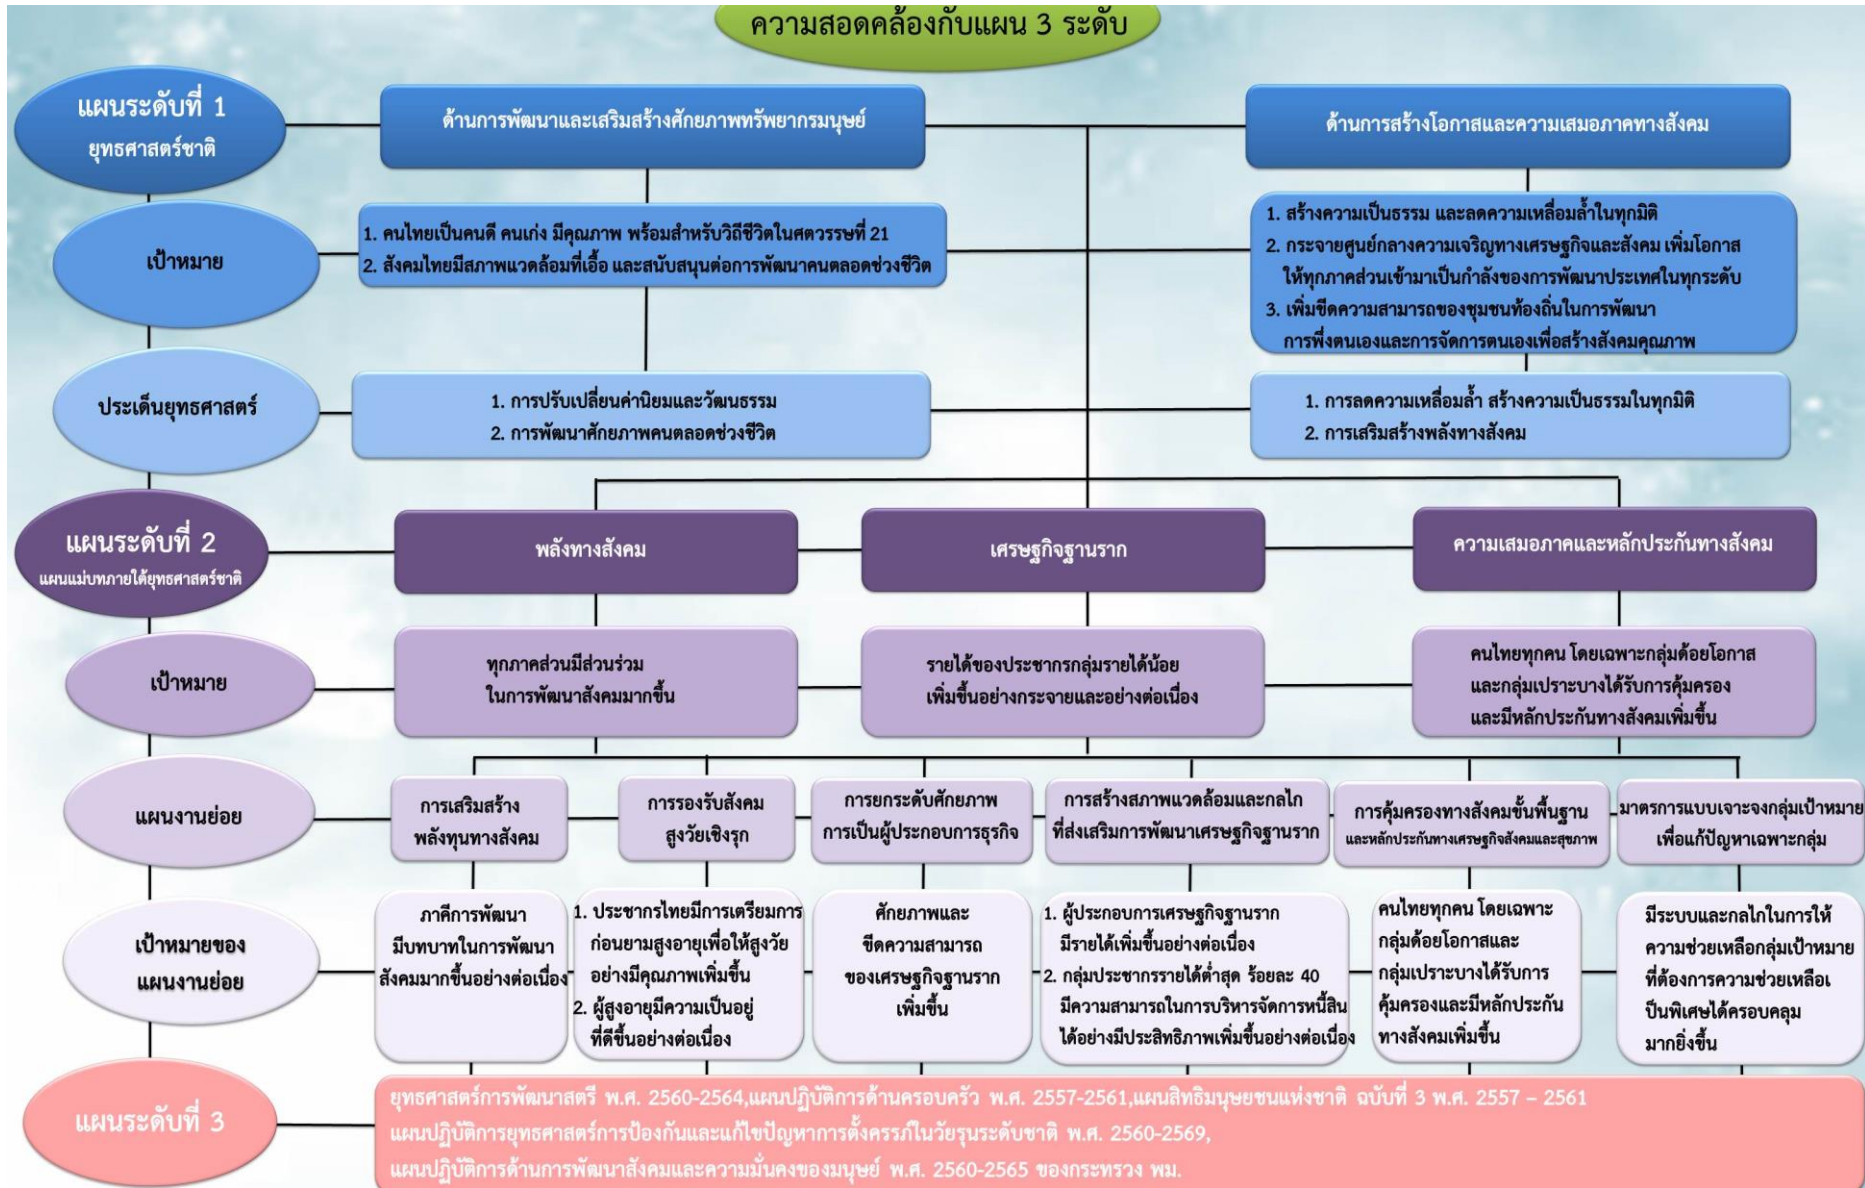 ความสอดคล้องกับแผน 3 ระดับ
แผนระดับที่ 1
ยุทธศาสตร์ชาติ
ด้านการพัฒนาและเสริมสร้างศักยภาพทรัพยากรมนุษย์
ด้านการสร้างโอกาสและความเสมอภาคทางสังคม
เป้าหมาย
1. คนไทยเป็นคนดี คนเก่ง มีคุณภาพ พร้อมสำหรับวิถีชีวิตในศตวรรษที่ 21
2. สังคมไทยมีสภาพแวดล้อมที่เอื้อ และสนับสนุนต่อการพัฒนาคนตลอดช่วงชีวิต
1. สร้างความเป็นธรรม และลดความเหลื่อมล้ำในทุกมิติ
2. กระจายศูนย์กลางความเจริญทางเศรษฐกิจและสังคม เพิ่มโอกาส
ให้ทุกภาคส่วนเข้ามาเป็นกำลังของการพัฒนาประเทศในทุกระดับ
3. เพิ่มขีดความสามารถของชุมชนท้องถิ่นในการพัฒนา
การพึ่งตนเองและการจัดการตนเองเพื่อสร้างสังคมคุณภาพ
ประเด็นยุทธศาสตร์
1. การปรับเปลี่ยนค่านิยมและวัฒนธรรม
2. การพัฒนาศักยภาพคนตลอดช่วงชีวิต
1. การลดความเหลื่อมล้ำ สร้างความเป็นธรรมในทุกมิติ
2. การเสริมสร้างพลังทางสังคม
แผนระดับที่ 2
แผนแม่บทภายใต้ยุทธศาสตร์ชาติ
พลังทางสังคม
เศรษฐกิจฐานราก
ความเสมอภาคและหลักประกันทางสังคม
เป้าหมาย
ทุกภาคส่วนมีส่วนร่วม
ในการพัฒนาสังคมมากขึ้น
รายได้ของประชากรกลุ่มรายได้น้อย
เพิ่มขึ้นอย่างกระจายและอย่างต่อเนื่อง
คนไทยทุกคน โดยเฉพาะกลุ่มด้อยโอกาส
และกลุ่มเปราะบางได้รับการคุ้มครอง
และมีหลักประกันทางสังคมเพิ่มขึ้น
แผนงานย่อย
การเสริมสร้าง
พลังทุนทางสังคม
การรองรับสังคม
สูงวัยเชิงรุก
การยกระดับศักยภาพ
การเป็นผู้ประกอบการธุรกิจ
การสร้างสภาพแวดล้อมและกลไก
ที่ส่งเสริมการพัฒนาเศรษฐกิจฐานราก
การคุ้มครองทางสังคมขั้นพื้นฐาน
และหลักประกันทางเศรษฐกิจสังคมและสุขภาพ
มาตรการแบบเจาะจงกลุ่มเป้าหมาย
เพื่อแก้ปัญหาเฉพาะกลุ่ม
เป้าหมายของ
แผนงานย่อย
ภาคีการพัฒนา
มีบทบาทในการพัฒนา
สังคมมากขึ้นอย่างต่อเนื่อง
1. ประชากรไทยมีการเตรียมการ
ก่อนยามสูงอายุเพื่อให้สูงวัย
อย่างมีคุณภาพเพิ่มขึ้น
2. ผู้สูงอายุมีความเป็นอยู่
ที่ดีขึ้นอย่างต่อเนื่อง
ศักยภาพและ
ขีดความสามารถ
ของเศรษฐกิจฐานราก
เพิ่มขึ้น
1. ผู้ประกอบการเศรษฐกิจฐานราก
มีรายได้เพิ่มขึ้นอย่างต่อเนื่อง
2. กลุ่มประชากรรายได้ต่ำสุด ร้อยละ 40
มีความสามารถในการบริหารจัดการหนี้สิน
ได้อย่างมีประสิทธิภาพเพิ่มขึ้นอย่างต่อเนื่อง
คนไทยทุกคน โดยเฉพาะ
กลุ่มด้อยโอกาสและ
กลุ่มเปราะบางได้รับการ
คุ้มครองและมีหลักประกัน
ทางสังคมเพิ่มขึ้น
มีระบบและกลไกในการให้
ความช่วยเหลือกลุ่มเป้าหมาย
ที่ต้องการความช่วยเหลือเ
ป็นพิเศษได้ครอบคลุม
มากยิ่งขึ้น
แผนระดับที่ 3
ยุทธศาสตร์การพัฒนาสตรี พ.ศ. 2560-2564,แผนปฏิบัติการด้านครอบครัว พ.ศ. 2557-2561,แผนสิทธิมนุษยชนแห่งชาติ ฉบับที่ 3 พ.ศ. 2557 – 2561
แผนปฏิบัติการยุทธศาสตร์การป้องกันและแก้ไขปัญหาการตั้งครรภ์ในวัยรุนระดับชาติ พ.ศ. 2560-2569,
แผนปฏิบัติการด้านการพัฒนาสังคมและความมั่นคงของมนุษย์ พ.ศ. 2560-2565 ของกระทรวง พม.